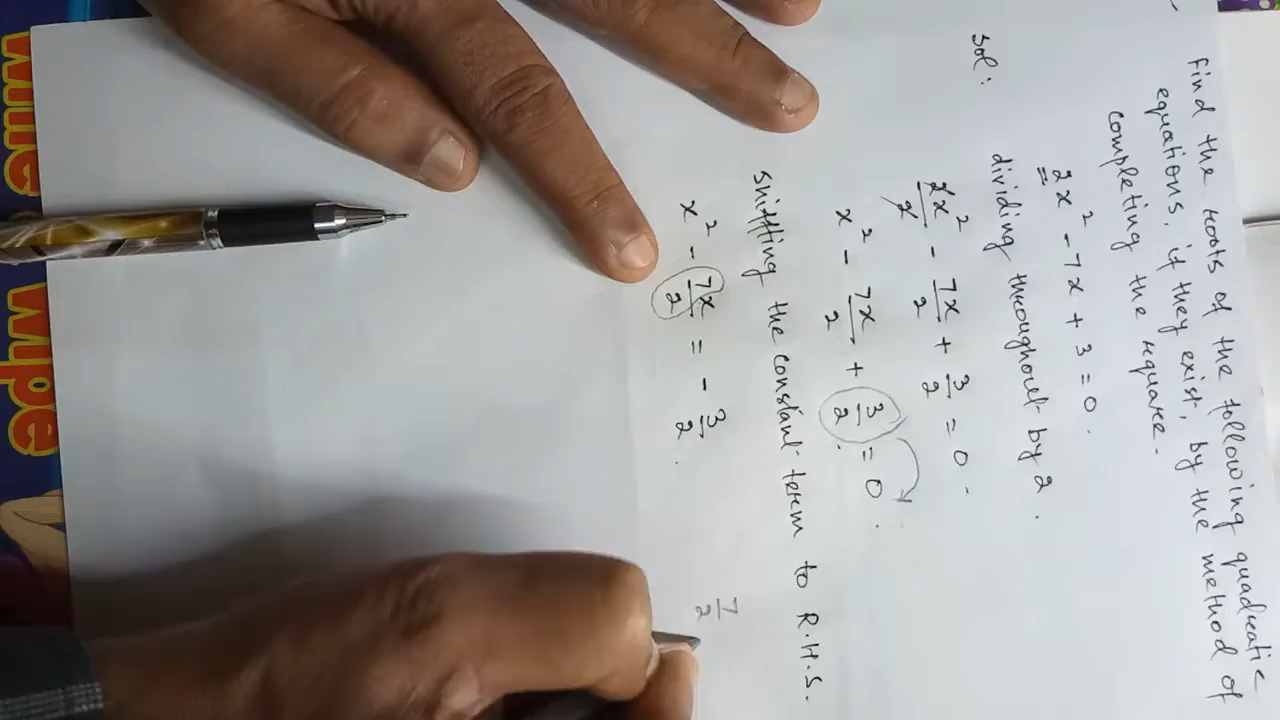 Find the roots of the following quadratic
equations, if they exist, by the method of
completing the square.
2x² - 7x + 3 = 0.
Sol:
dividing throughout by 2.
2x²/2 - 7x/2 + 3/2 = 0.
x² - 7x/2 + 3/2 = 0.
shifting the constant term to R.H.S.
x² - 7x/2 = - 3/2.
7/2
Wipe